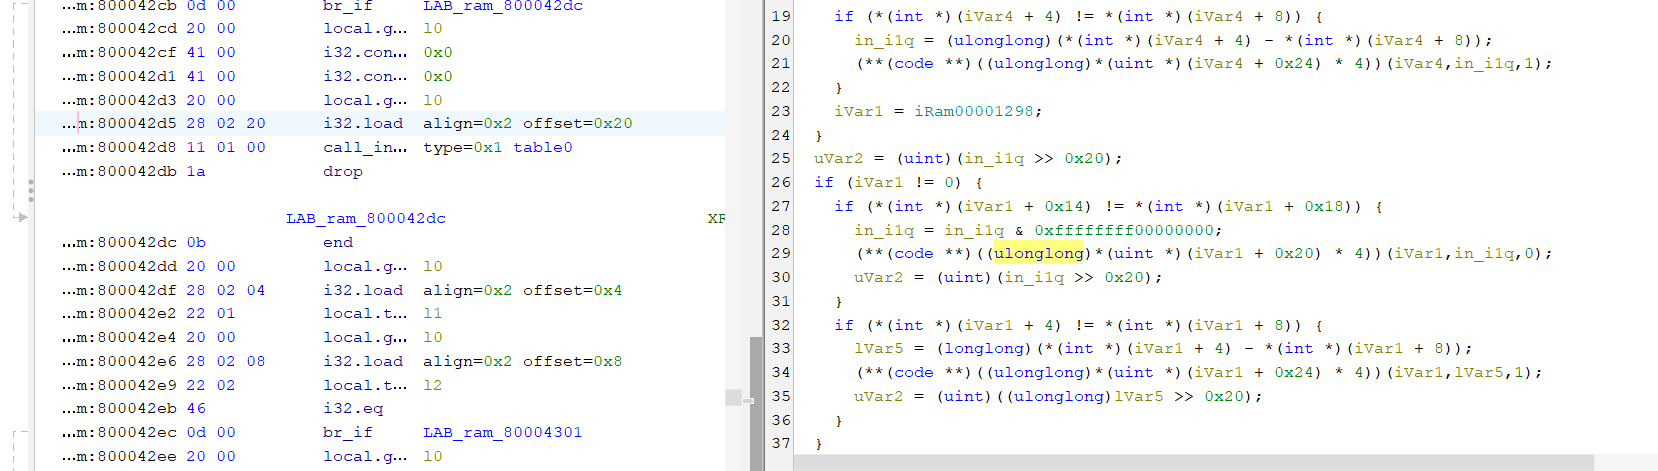 ...m:800042cb 0d 00 br_if LAB_ram_800042dc
...m:800042cd 20 00 local.g... l0
...m:800042cf 41 00 i32.con... 0x0
...m:800042d1 41 00 i32.con... 0x0
...m:800042d3 20 00 local.g... l0
...m:800042d5 28 02 20 i32.load align=0x2 offset=0x20
...m:800042d8 11 01 00 call_in... type=0x1 table0
...m:800042db 1a drop
LAB_ram_800042dc XR
...m:800042dc 0b end
...m:800042dd 20 00 local.g... l0
...m:800042df 28 02 04 i32.load align=0x2 offset=0x4
...m:800042e2 22 01 local.t... l1
...m:800042e4 20 00 local.g... l0
...m:800042e6 28 02 08 i32.load align=0x2 offset=0x8
...m:800042e9 22 02 local.t... l2
...m:800042eb 46 i32.eq
...m:800042ec 0d 00 br_if LAB_ram_80004301
...m:800042ee 20 00 local.g... l0
19 if (*(int *)(iVar4 + 4) != *(int *)(iVar4 + 8)) {
20 in_i1q = (ulonglong)(*(int *)(iVar4 + 4) - *(int *)(iVar4 + 8));
21 (**(code **)((ulonglong)*(uint *)(iVar4 + 0x24) * 4))(iVar4,in_i1q,1);
22 }
23 iVar1 = iRam00001298;
24 }
25 uVar2 = (uint)(in_i1q >> 0x20);
26 if (iVar1 != 0) {
27 if (*(int *)(iVar1 + 0x14) != *(int *)(iVar1 + 0x18)) {
28 in_i1q = in_i1q & 0xffffffff00000000;
29 (**(code **)((ulonglong)*(uint *)(iVar1 + 0x20) * 4))(iVar1,in_i1q,0);
30 uVar2 = (uint)(in_i1q >> 0x20);
31 }
32 if (*(int *)(iVar1 + 4) != *(int *)(iVar1 + 8)) {
33 lVar5 = (longlong)(*(int *)(iVar1 + 4) - *(int *)(iVar1 + 8));
34 (**(code **)((ulonglong)*(uint *)(iVar1 + 0x24) * 4))(iVar1,lVar5,1);
35 uVar2 = (uint)((ulonglong)lVar5 >> 0x20);
36 }
37 }